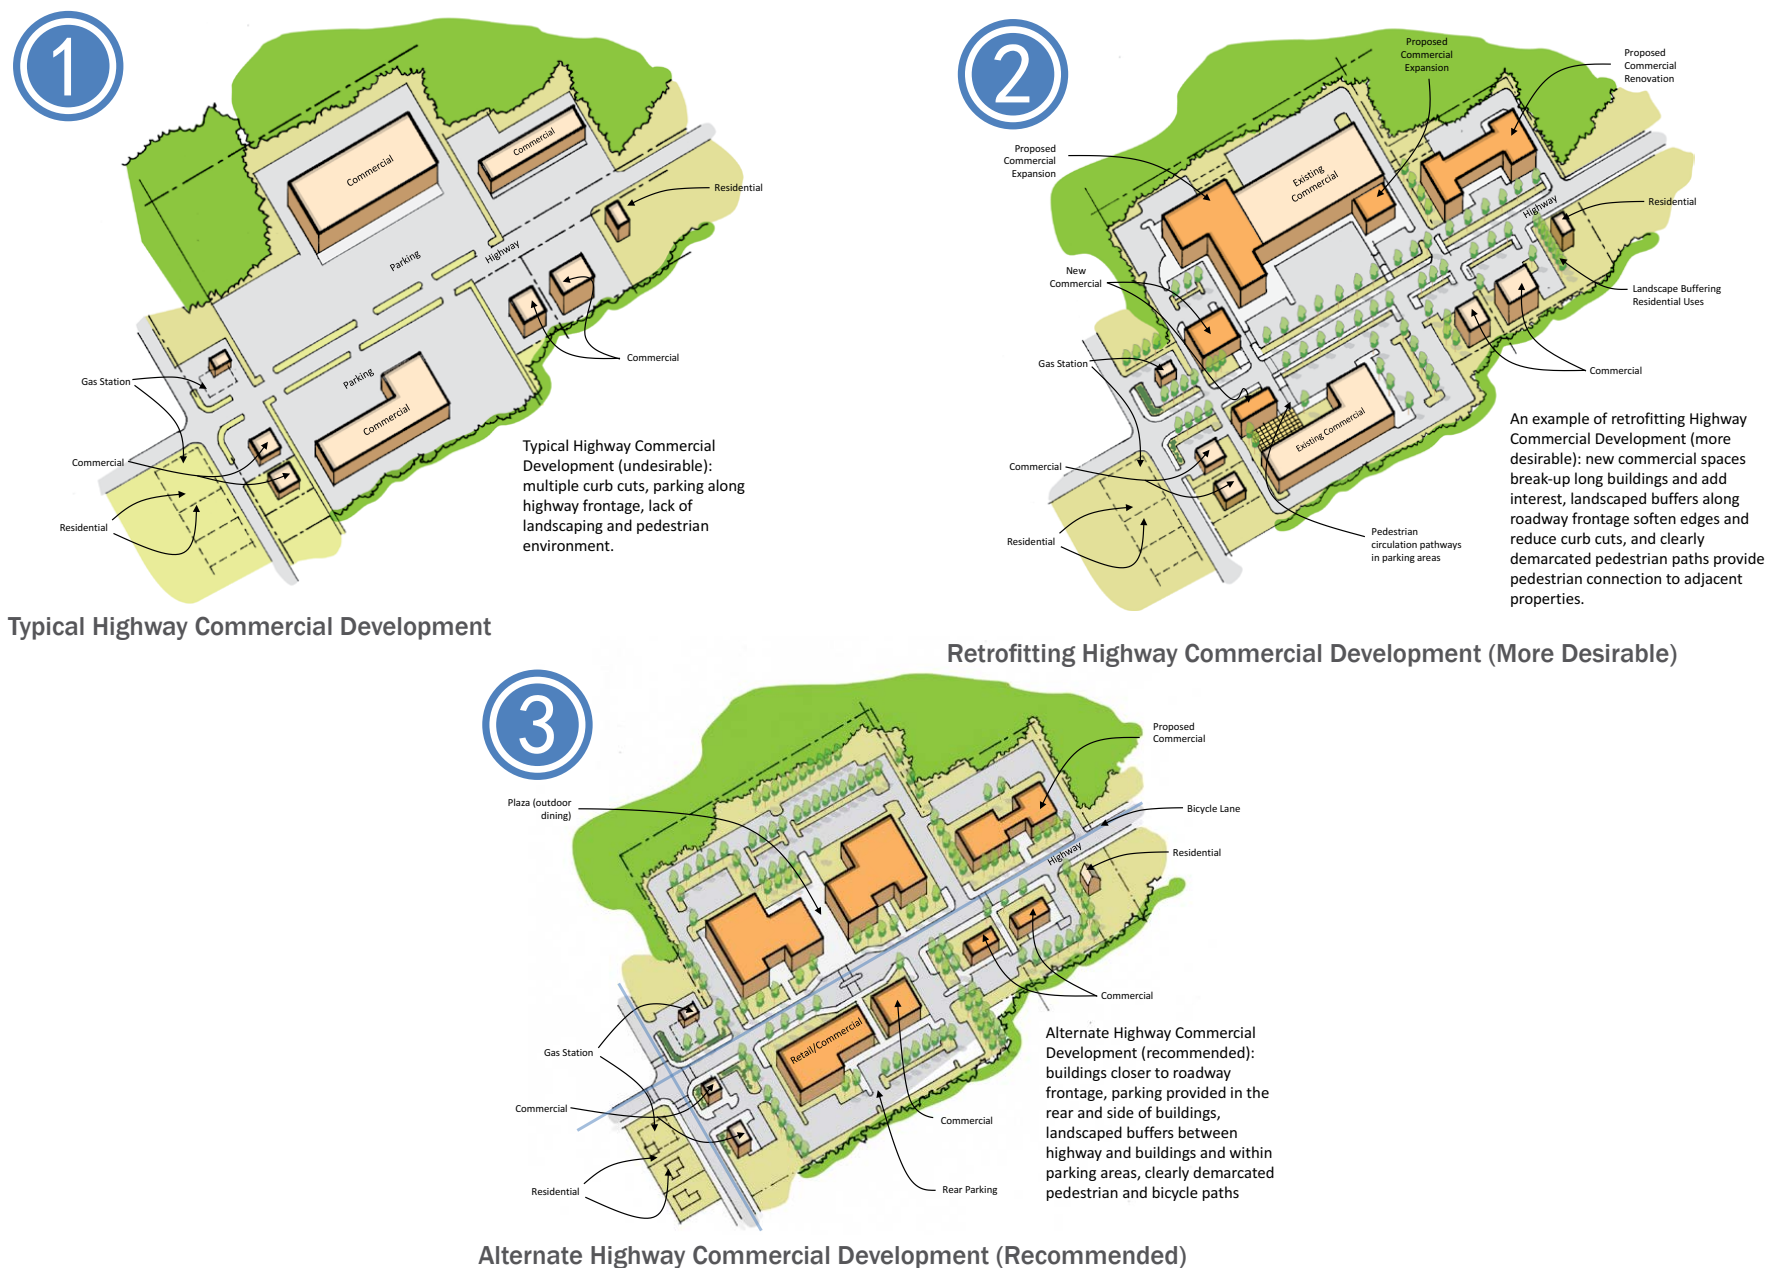 1
Commercial
Commercial
Residential
Parking
Highway
Commercial
Parking
Commercial
Gas Station
Commercial
Residential
Typical Highway Commercial
Development (undesirable):
multiple curb cuts, parking along
highway frontage, lack of
landscaping and pedestrian
environment.
Typical Highway Commercial Development
2
Proposed
Commercial
Expansion
Proposed
Commercial
Renovation
Proposed
Commercial
Expansion
Existing
Commercial
Highway
Residential
New
Commercial
Landscape Buffering
Residential Uses
Gas Station
Commercial
Existing Commercial
Commercial
Residential
Pedestrian
circulation pathways
in parking areas
An example of retrofitting Highway
Commercial Development (more
desirable): new commercial spaces
break-up long buildings and add
interest, landscaped buffers along
roadway frontage soften edges and
reduce curb cuts, and clearly
demarcated pedestrian paths provide
pedestrian connection to adjacent
properties.
Retrofitting Highway Commercial Development (More Desirable)
3
Proposed
Commercial
Plaza (outdoor
dining)
Bicycle Lane
Highway
Residential
Commercial
Retail/Commercial
Gas Station
Commercial
Commercial
Residential
Rear Parking
Alternate Highway Commercial
Development (recommended):
buildings closer to roadway
frontage, parking provided in the
rear and side of buildings,
landscaped buffers between
highway and buildings and within
parking areas, clearly demarcated
pedestrian and bicycle paths
Alternate Highway Commercial Development (Recommended)